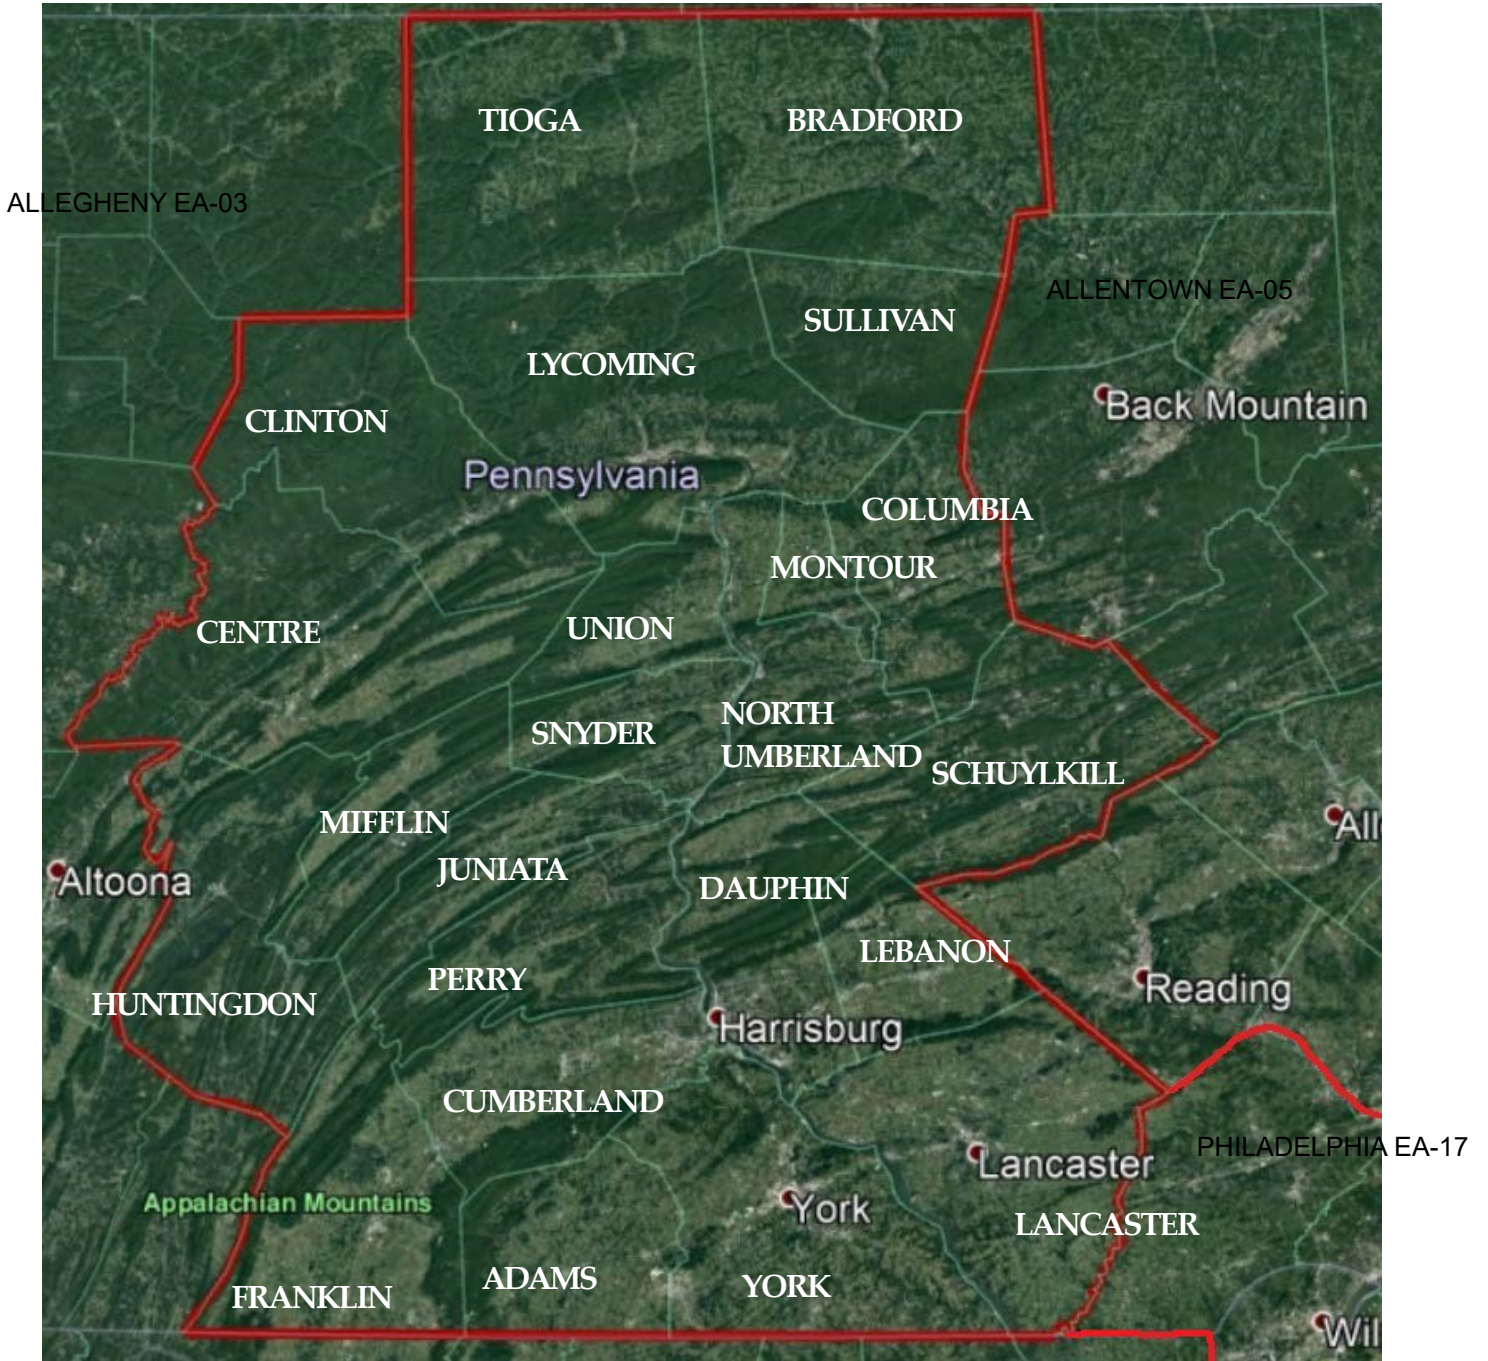 TIOGA
BRADFORD
ALLEGHENY EA-03
ALLENTOWN EA-05
SULLIVAN
LYCOMING
Back Mountain
CLINTON
Pennsylvania
COLUMBIA
MONTOUR
UNION
CENTRE
NORTH
UMBERLAND
SNYDER
SCHUYLKILL
MIFFLIN
All
JUNIATA
Altoona
DAUPHIN
LEBANON
PERRY
Reading
HUNTINGDON
Harrisburg
CUMBERLAND
PHILADELPHIA EA-17
Lancaster
Appalachian Mountains
York
LANCASTER
ADAMS
YORK
FRANKLIN
Wil